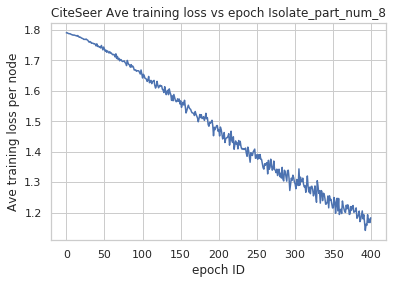 CiteSeer Ave training loss vs epoch Isolate_part_num_8
Ave training loss per node
1.8
1.7
1.6
1.5
1.4
1.3
1.2
0 50 100 150 200 250 300 350 400
epoch ID